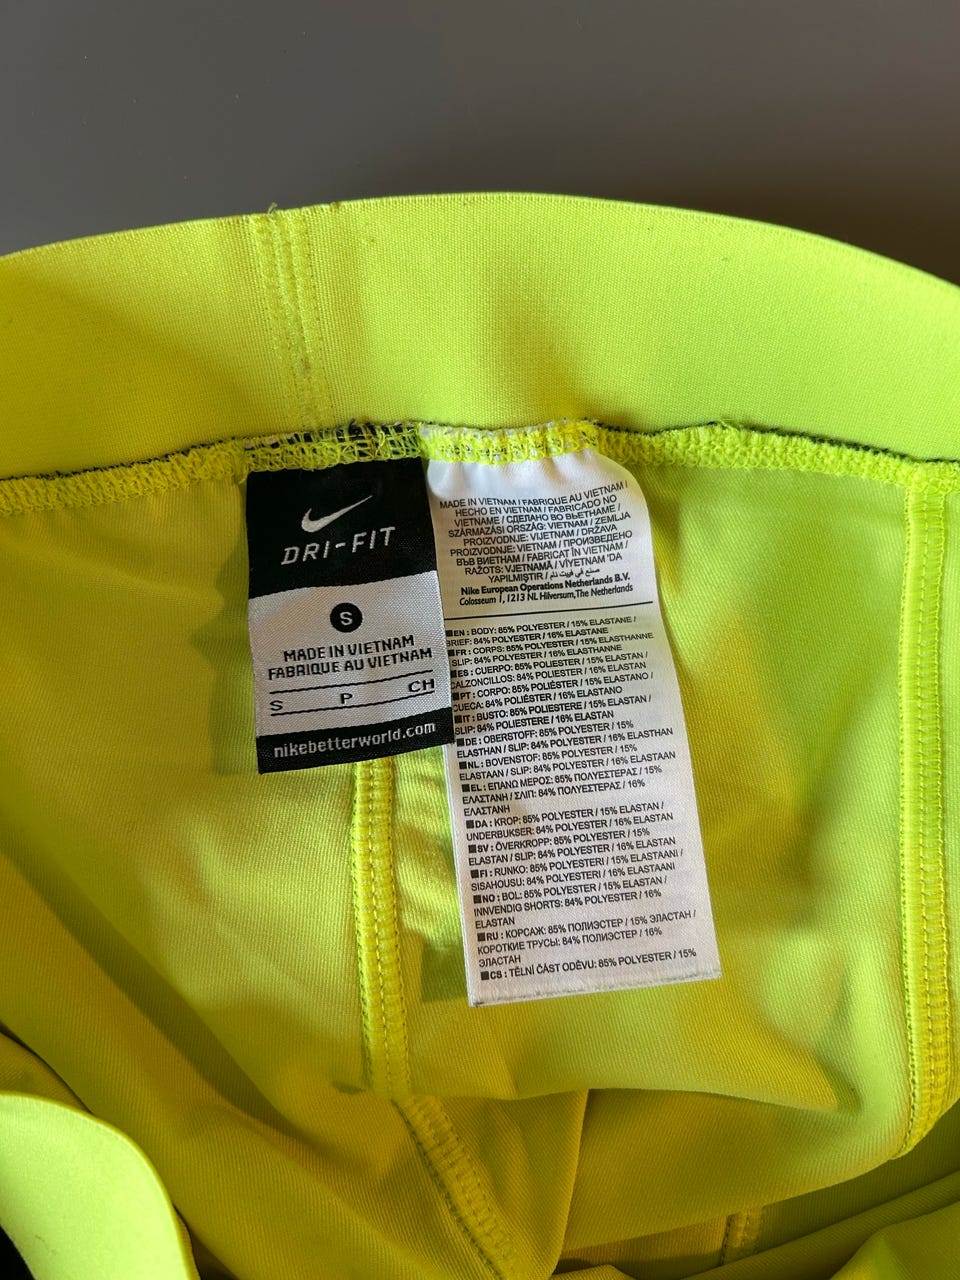 DRI-FIT
S
MADE IN VIETNAM
FABRIQUE AU VIETNAM
S P CH
nikebetterworld.com
MADE IN VIETNAM / FABRIQUE AU VIETNAM /
HECHO EN VIETNAM / FABRICADO NO
VIETNAME / СДЕЛАНО ВО ВЬЕТНАМЕ /
SZÁRMAZÁSI ORSZÁG: VIETNAM / ZEMLJA
PROIZVODNJE: VIJETNAM / DRŽAVA
PROIZVODNJE: VIETNAM / ПРОИЗВЕДЕНО
ВЪВ ВИЕТНАМ / FABRICAT ÎN VIETNAM /
RAŽOTS: VJETNAMĀ / VİYETNAM 'DA
YAPILMIŞTIR / صنع في فييت نام
Nike European Operations Netherlands B.V.
Colosseum 1, 1213 NL Hilversum, The Netherlands
EN : BODY: 85% POLYESTER / 15% ELASTANE /
BRIEF: 84% POLYESTER / 16% ELASTANE
FR : CORPS: 85% POLYESTER / 15% ELASTHANNE
SLIP: 84% POLYESTER / 16% ELASTHANNE
ES : CUERPO: 85% POLIESTER / 15% ELASTAN /
CALZONCILLOS: 84% POLIESTER / 16% ELASTAN
PT : CORPO: 85% POLIÉSTER / 15% ELASTANO /
CUECA: 84% POLIÉSTER / 16% ELASTANO
IT : BUSTO: 85% POLIESTERE / 15% ELASTAN /
SLIP: 84% POLIESTERE / 16% ELASTAN
DE : OBERSTOFF: 85% POLYESTER / 15%
ELASTHAN / SLIP: 84% POLYESTER / 16% ELASTHAN
NL : BOVENSTOF: 85% POLYESTER / 15%
ELASTAAN / SLIP: 84% POLYESTER / 16% ELASTAAN
EL : ΕΠΑΝΩ ΜΕΡΟΣ: 85% ΠΟΛΥΕΣΤΕΡΑΣ / 15%
ΕΛΑΣΤΑΝΗ / ΣΛΙΠ: 84% ΠΟΛΥΕΣΤΕΡΑΣ / 16%
ΕΛΑΣΤΑΝΗ
DA : KROP: 85% POLYESTER / 15% ELASTAN /
UNDERBUKSER: 84% POLYESTER / 16% ELASTAN
SV : ÖVERKROPP: 85% POLYESTER / 15%
ELASTAN / SLIP: 84% POLYESTER / 16% ELASTAN
FI : RUNKO: 85% POLYESTERI / 15% ELASTAANI /
SISAHOUSU: 84% POLYESTERI / 16% ELASTAANI
NO : BOL: 85% POLYESTER / 15% ELASTAN /
INNVENDIG SHORTS: 84% POLYESTER / 16%
ELASTAN
RU : КОРСАЖ: 85% ПОЛИЭСТЕР / 15% ЭЛАСТАН /
КОРОТКИЕ ТРУСЫ: 84% ПОЛИЭСТЕР / 16%
ЭЛАСТАН
CS : TĚLNÍ ČÁST ODĚVU: 85% POLYESTER / 15%